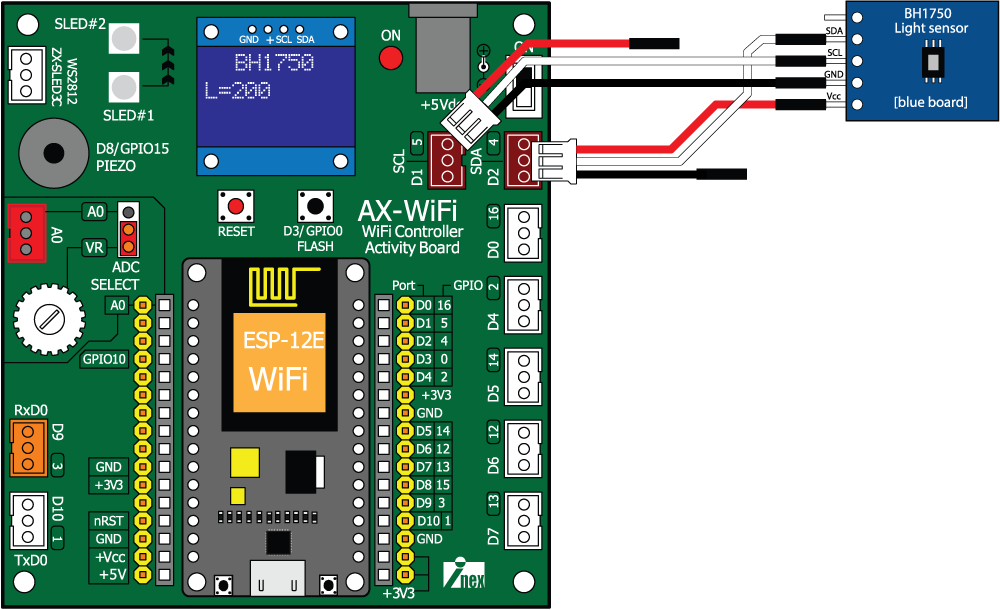 SLED#2
SLED#1
WS2812
ZX-SLED3C
GND + SCL SDA
BH1750
L=200
ON
ON
+5Vdc
BH1750
Light sensor
[blue board]
SDA
SCL
GND
Vcc
D8/GPIO15
PIEZO
SCL
D1
5
SDA
D2
4
RESET
D3/GPIO0
FLASH
AX-WiFi
WiFi Controller
Activity Board
A0
A0
VR
ADC
SELECT
16
D0
2
D4
14
D5
12
D6
13
D7
A0
GPIO10
GND
+3V3
nRST
GND
+Vcc
+5V
ESP-12E
WiFi
Port GPIO
D0 16
D1 5
D2 4
D3 0
D4 2
+3V3
GND
D5 14
D6 12
D7 13
D8 15
D9 3
D10 1
GND
+3V3
RxD0
D9
3
D10
1
TxD0
inex